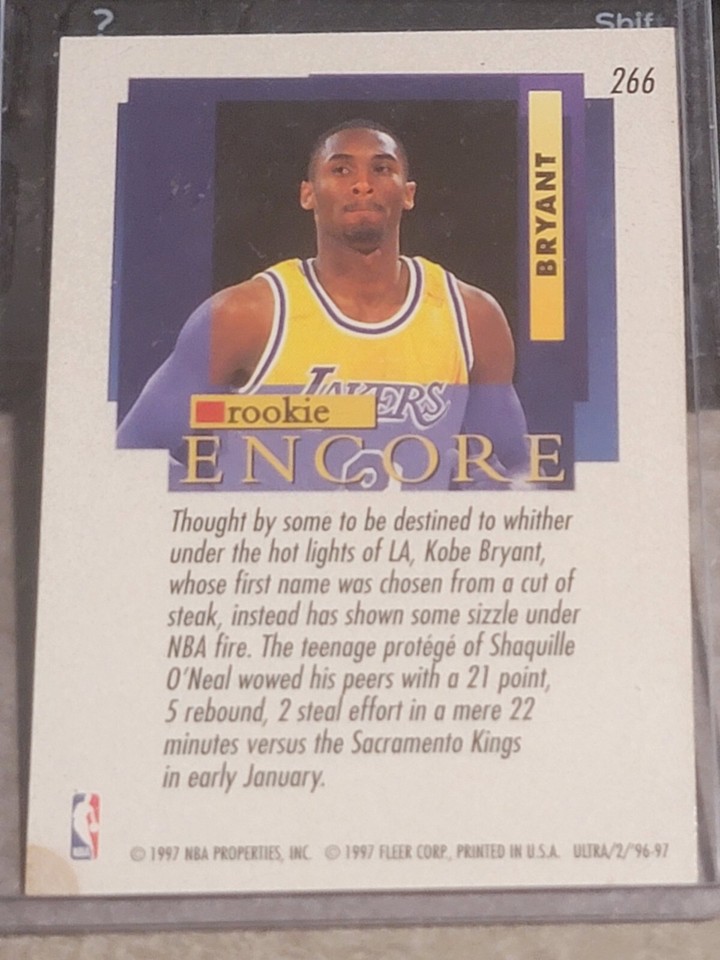 ? Shift
266
BRYANT
LAKERS
rookie
ENCORE
Thought by some to be destined to whither
under the hot lights of LA, Kobe Bryant,
whose first name was chosen from a cut of
steak, instead has shown some sizzle under
NBA fire. The teenage protégé of Shaquille
O'Neal wowed his peers with a 21 point,
5 rebound, 2 steal effort in a mere 22
minutes versus the Sacramento Kings
in early January.
© 1997 NBA PROPERTIES, INC. © 1997 FLEER CORP., PRINTED IN U.S.A. ULTRA/2/'96-97